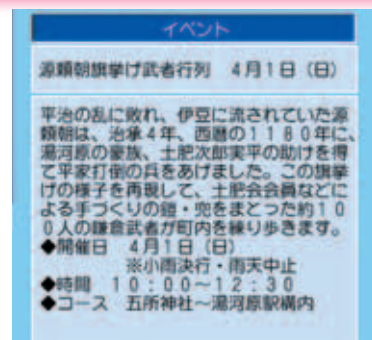 イベント
源頼朝旗挙げ武者行列　４月１日（日）
平治の乱に敗れ、伊豆に流されていた源
頼朝は、治承４年、西暦の１１８０年に、
湯河原の豪族、土肥次郎実平の助けを得
て平家打倒の兵をあげました。この旗挙
げの様子を再現して、土肥会会員などに
よる手づくりの鎧・兜をまとった約１０
０人の鎌倉武者が町内を練り歩きます。
◆開催日　４月１日（日）
※小雨決行・雨天中止
◆時間　１０：００～１２：３０
◆コース　五所神社～湯河原駅構内